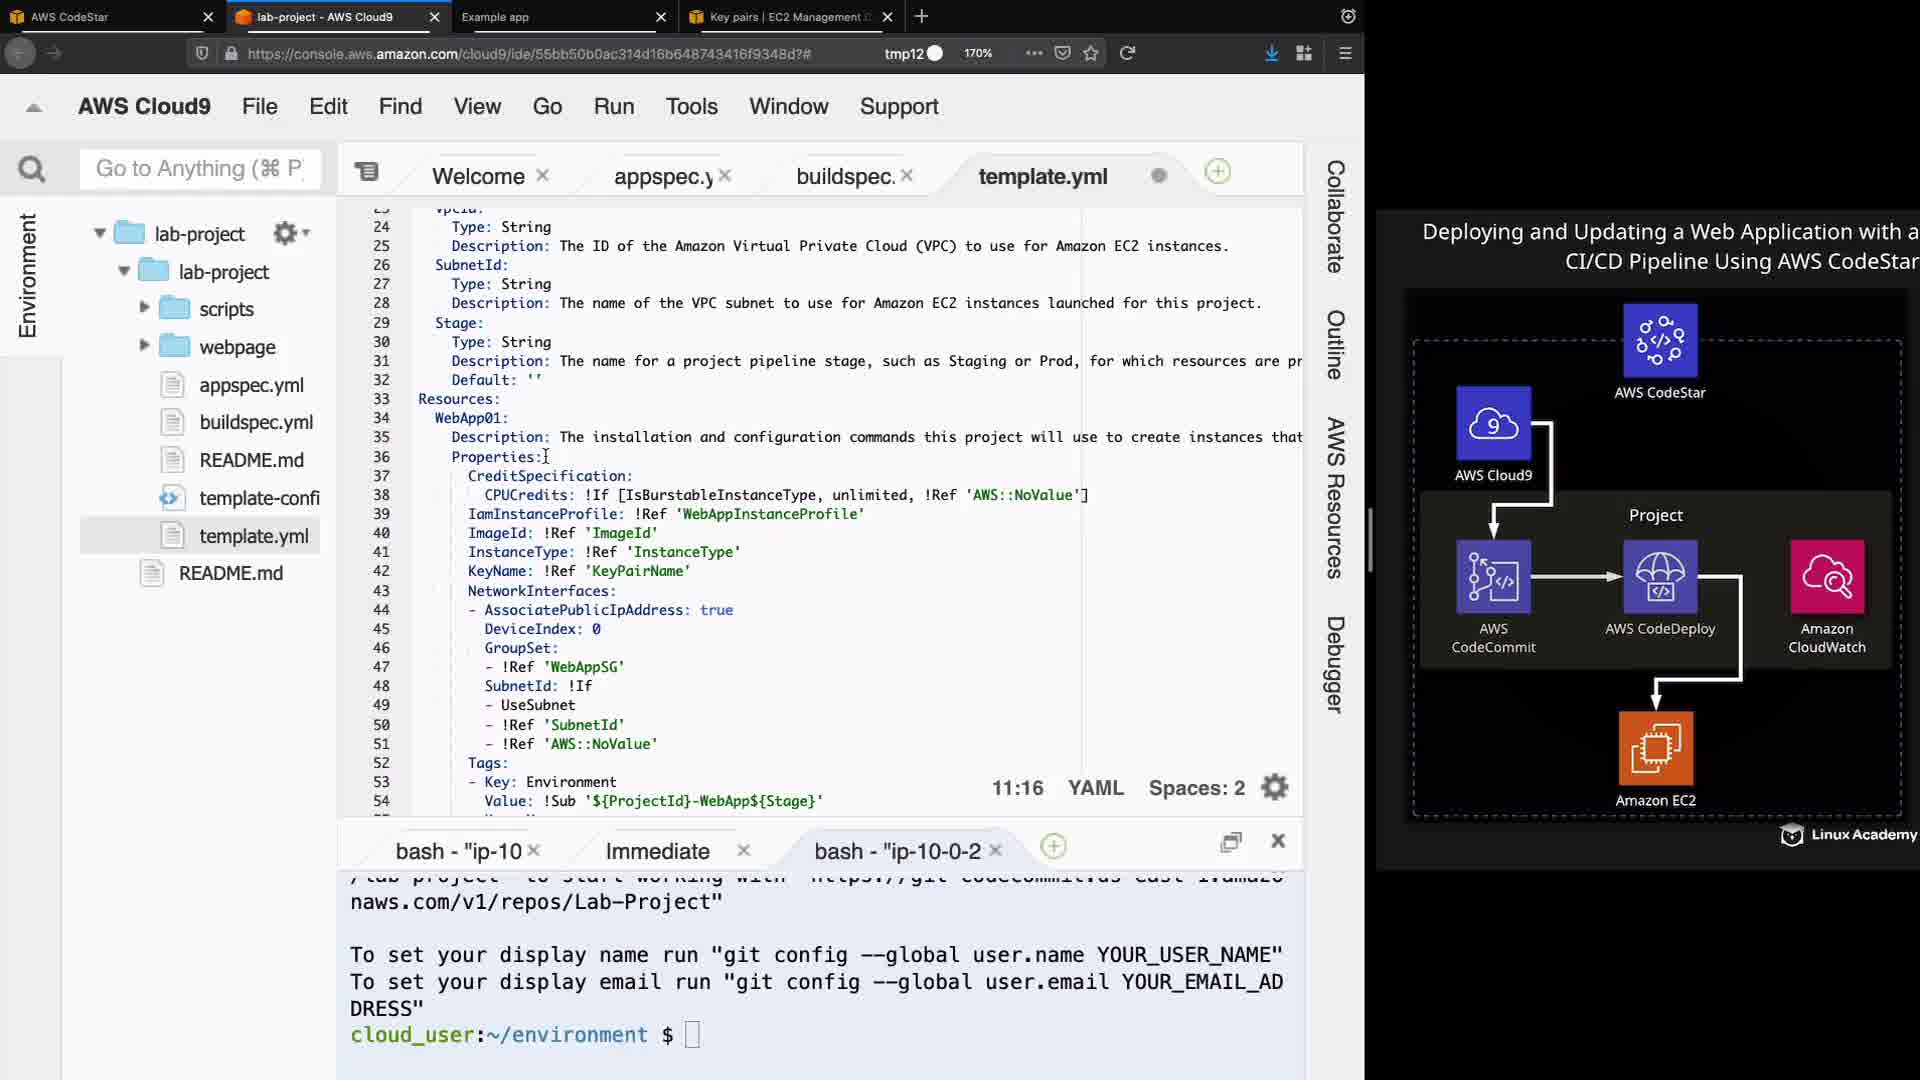 AWS CodeStar
lab-project - AWS Cloud9
Example app
Key pairs | EC2 Management
https://console.aws.amazon.com/cloud9/ide/55bb50b0ac314d16b648743416f9348d?#
tmp12
170%
AWS Cloud9 File Edit Find View Go Run Tools Window Support
Go to Anything (⌘ P)
Welcome
appspec.y
buildspec.
template.yml
Environment
lab-project
lab-project
scripts
webpage
appspec.yml
buildspec.yml
README.md
template-confi
template.yml
README.md
23 VpcId:
24 Type: String
25 Description: The ID of the Amazon Virtual Private Cloud (VPC) to use for Amazon EC2 instances.
26 SubnetId:
27 Type: String
28 Description: The name of the VPC subnet to use for Amazon EC2 instances launched for this project.
29 Stage:
30 Type: String
31 Description: The name for a project pipeline stage, such as Staging or Prod, for which resources are pr
32 Default: ''
33 Resources:
34 WebApp01:
35 Description: The installation and configuration commands this project will use to create instances that
36 Properties:
37 CreditSpecification:
38 CPUCredits: !If [IsBurstableInstanceType, unlimited, !Ref 'AWS::NoValue']
39 IamInstanceProfile: !Ref 'WebAppInstanceProfile'
40 ImageId: !Ref 'ImageId'
41 InstanceType: !Ref 'InstanceType'
42 KeyName: !Ref 'KeyPairName'
43 NetworkInterfaces:
44 - AssociatePublicIpAddress: true
45 DeviceIndex: 0
46 GroupSet:
47 - !Ref 'WebAppSG'
48 SubnetId: !If
49 - UseSubnet
50 - !Ref 'SubnetId'
51 - !Ref 'AWS::NoValue'
52 Tags:
53 - Key: Environment
54 Value: !Sub '${ProjectId}-WebApp${Stage}'
11:16 YAML Spaces: 2
Collaborate
Outline
AWS Resources
Debugger
bash - "ip-10
Immediate
bash - "ip-10-0-2
naws.com/v1/repos/Lab-Project"
To set your display name run "git config --global user.name YOUR_USER_NAME"
To set your display email run "git config --global user.email YOUR_EMAIL_AD
DRESS"
cloud_user:~/environment $
Deploying and Updating a Web Application with a
CI/CD Pipeline Using AWS CodeStar
AWS CodeStar
9
AWS Cloud9
Project
AWS
CodeCommit
AWS CodeDeploy
Amazon
CloudWatch
Amazon EC2
Linux Academy